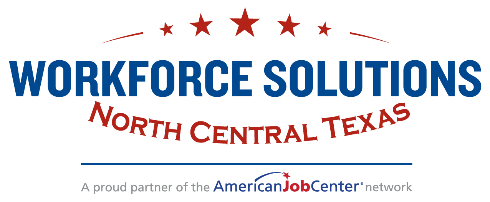 WORKFORCE SOLUTIONS
NORTH CENTRAL TEXAS
A proud partner of the AmericanJobCenter® network